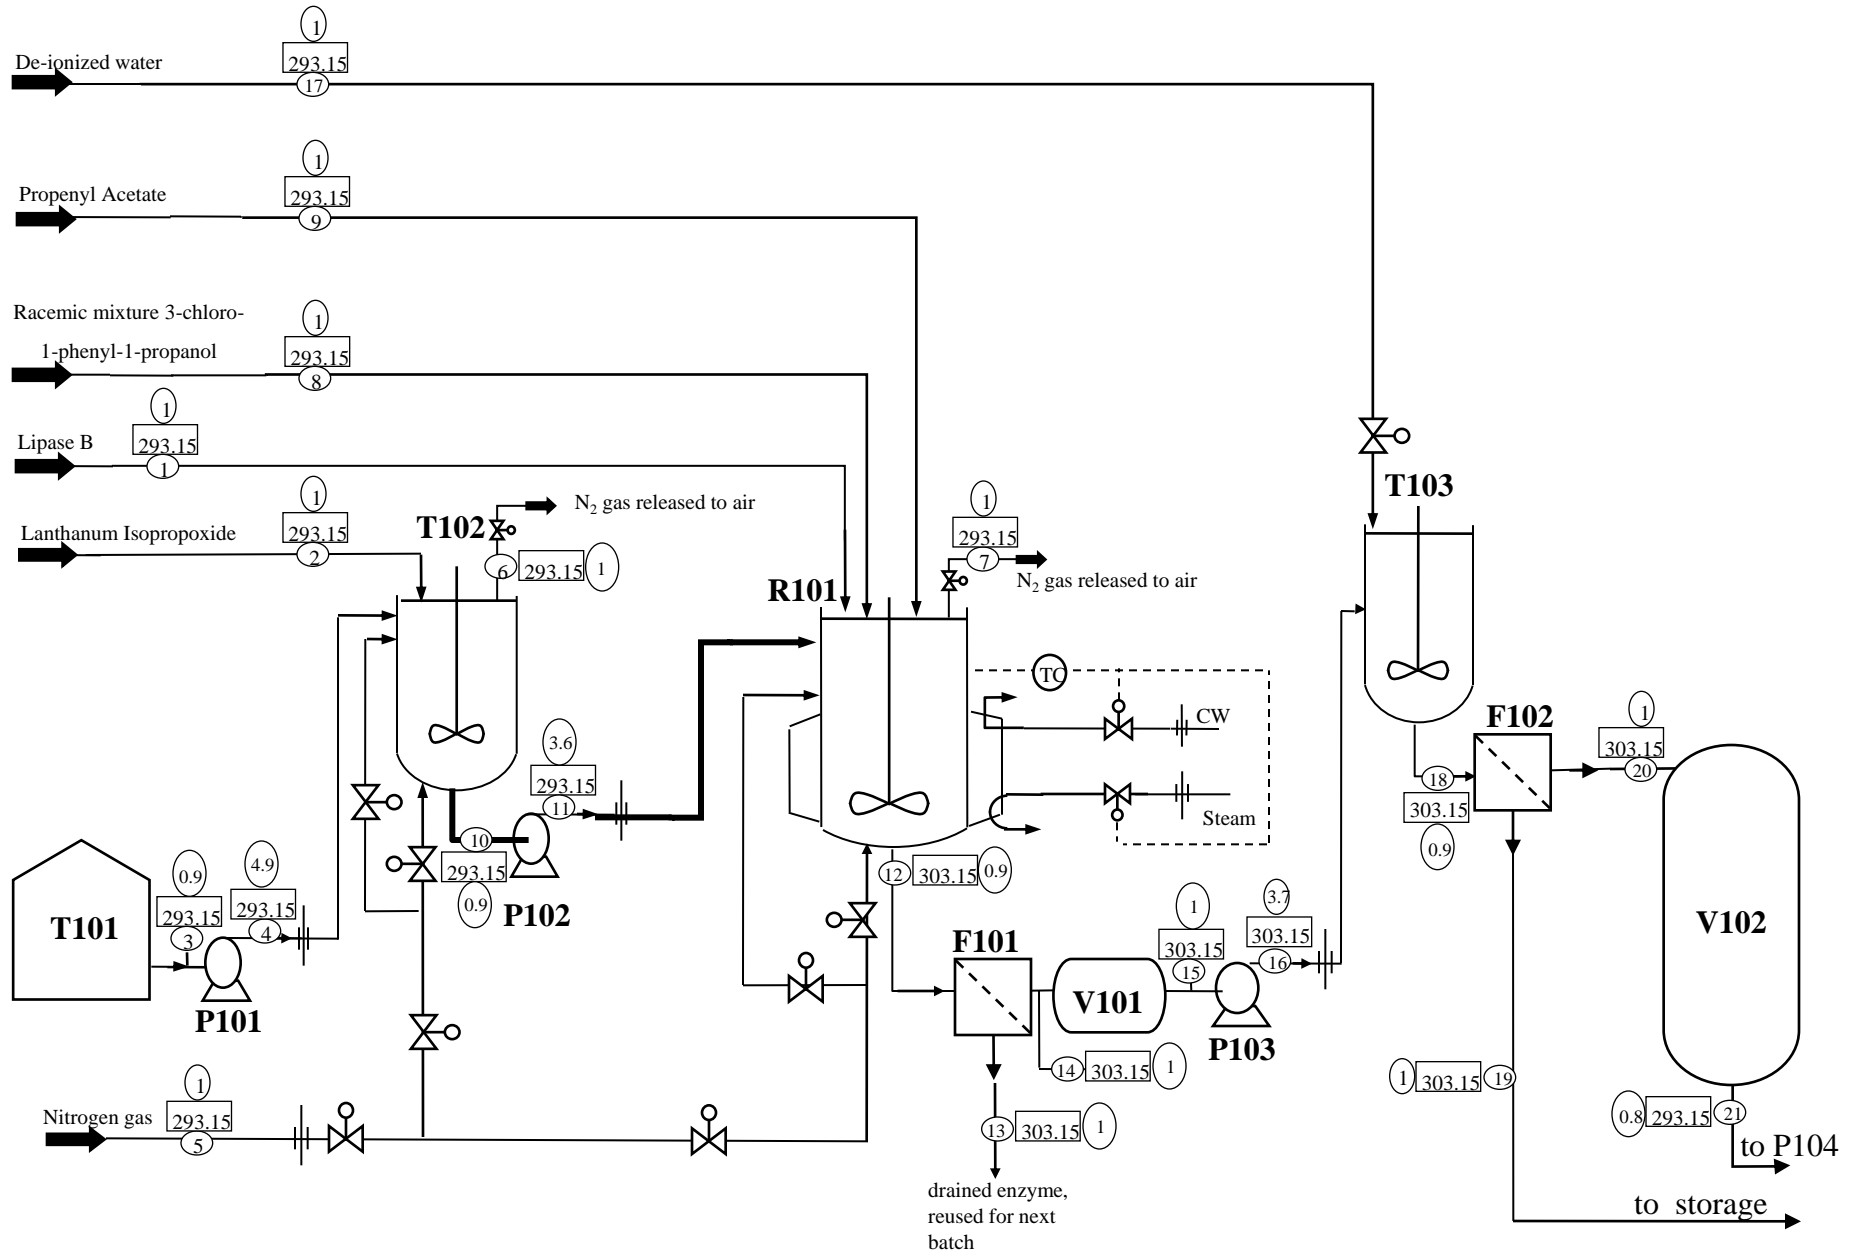 1
De-ionized water
293.15
17
1
Propenyl Acetate
293.15
9
Racemic mixture 3-chloro-
1
1-phenyl-1-propanol
293.15
8
1
Lipase B
293.15
1
1
Lanthanum Isopropoxide
293.15
2
T102
N2 gas released to air
6
293.15
1
1
293.15
7
N2 gas released to air
R101
T103
TC
CW
Steam
3.6
293.15
11
10
293.15
0.9
P102
T101
0.9
293.15
3
4.9
293.15
4
P101
12
303.15
0.9
F101
V101
1
303.15
15
3.7
303.15
16
P103
14
303.15
1
13
303.15
1
drained enzyme,
reused for next
batch
1
293.15
Nitrogen gas
5
18
303.15
0.9
F102
1
303.15
20
V102
1
303.15
19
0.8
293.15
21
to P104
to storage